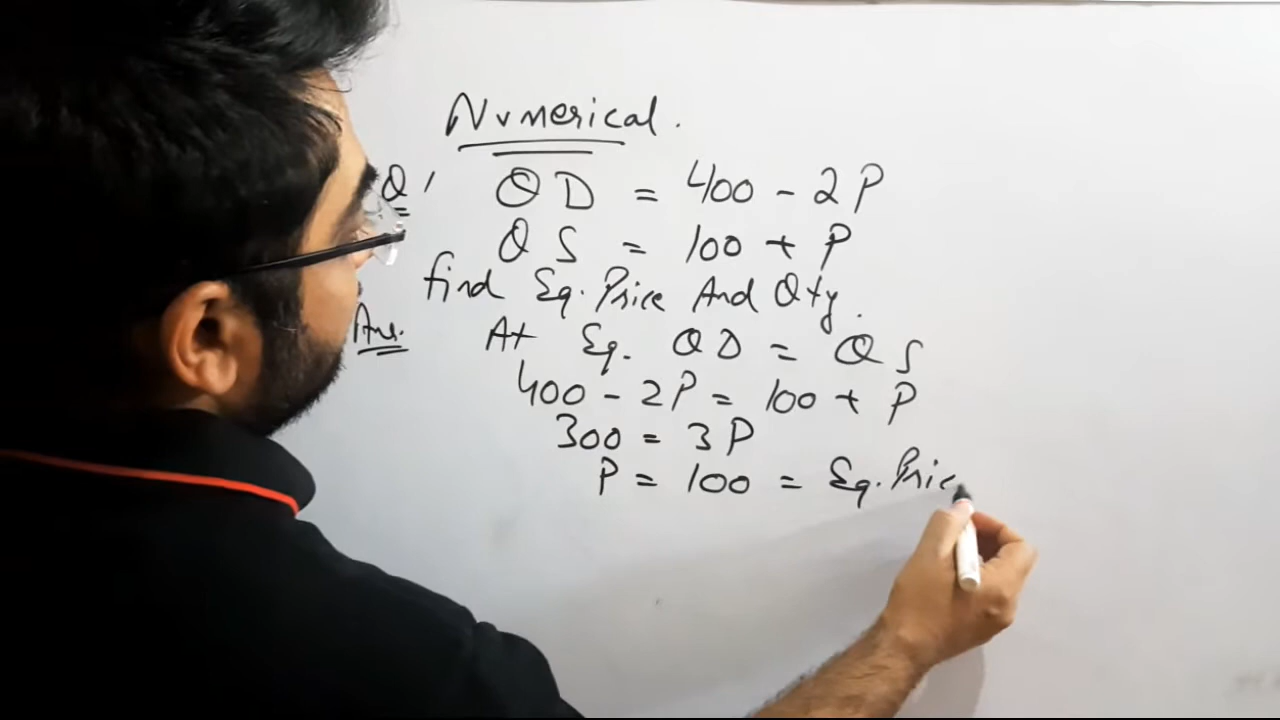 Numerical.
Q1 QD = 400 - 2P
QS = 100 + P
find Eq. Price And Qty.
Ans. At Eq. QD = QS
400 - 2P = 100 + P
300 = 3P
P = 100 = Eq. Pric